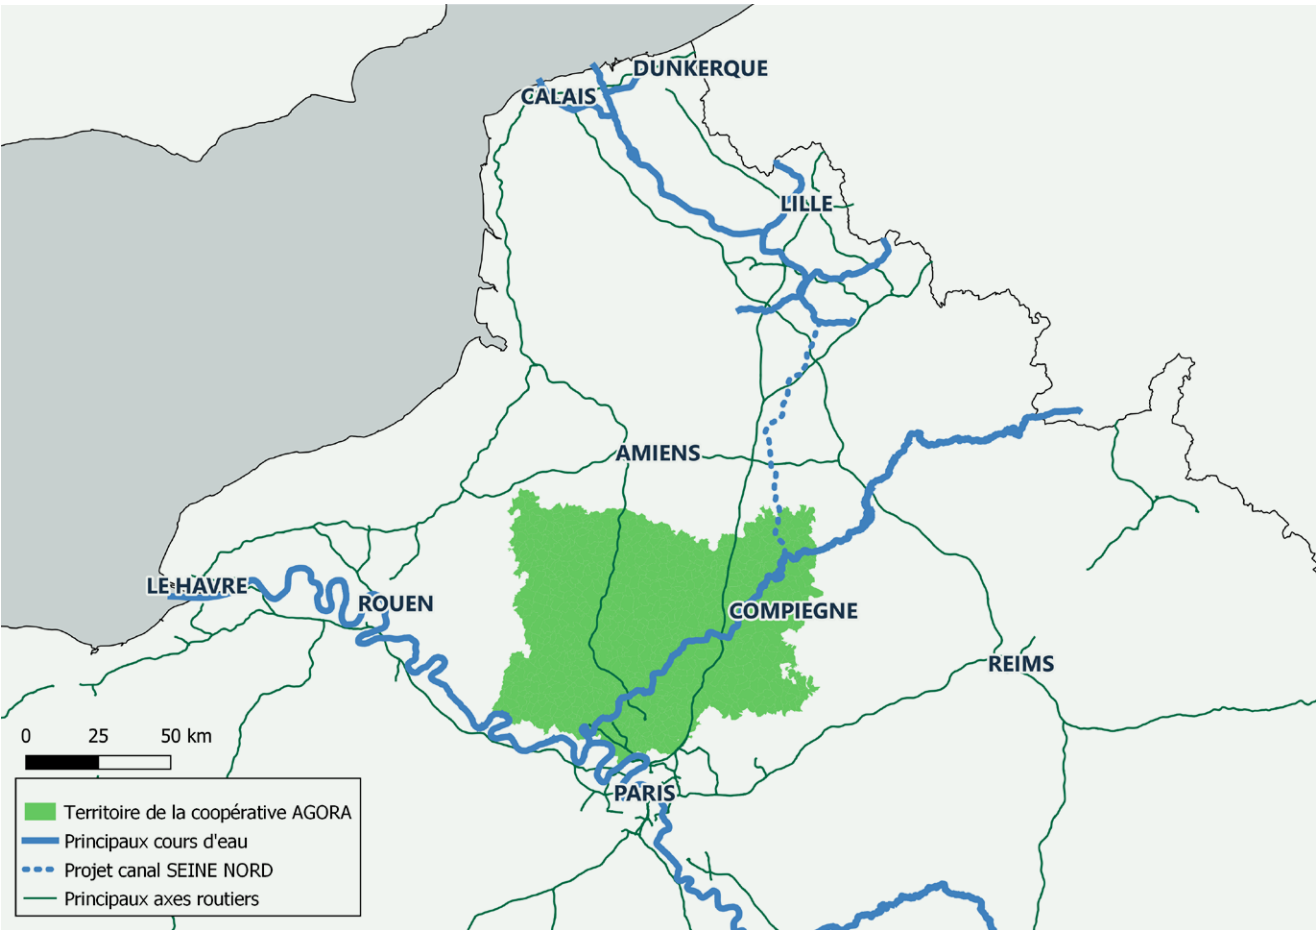 DUNKERQUE
CALAIS
LILLE
AMIENS
LE HAVRE
ROUEN
COMPIEGNE
REIMS
0 25 50 km
PARIS
Territoire de la coopérative AGORA
Principaux cours d'eau
Projet canal SEINE NORD
Principaux axes routiers